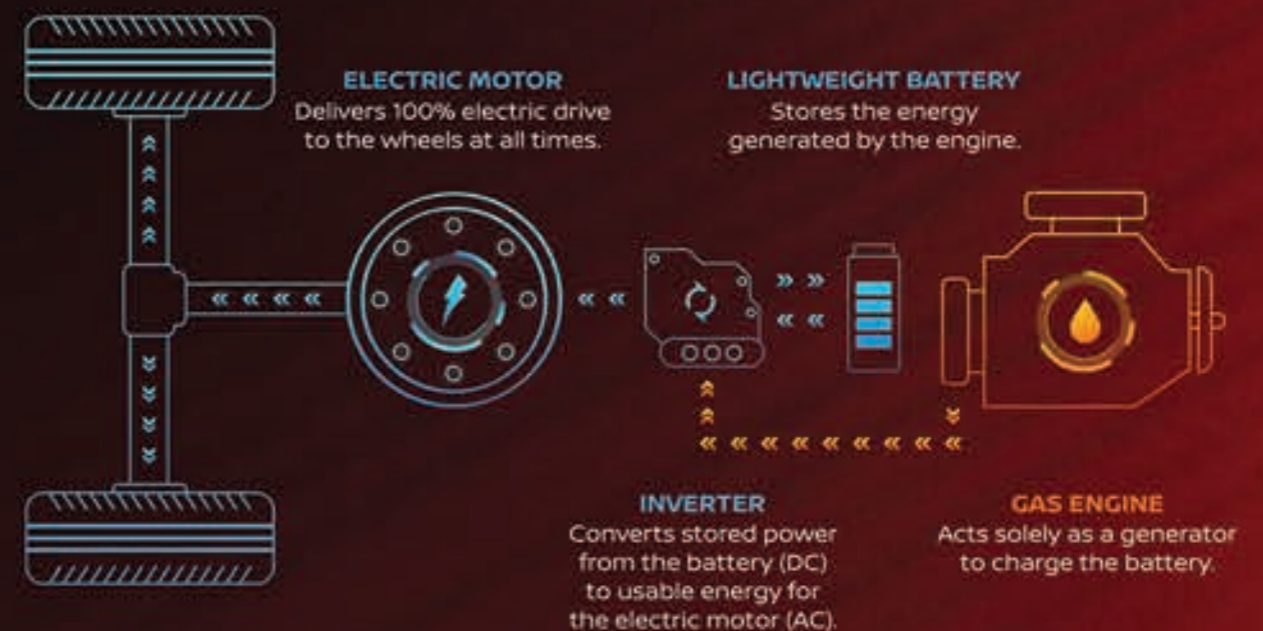 ELECTRIC MOTOR
Delivers 100% electric drive
to the wheels at all times.
LIGHTWEIGHT BATTERY
Stores the energy
generated by the engine.
INVERTER
Converts stored power
from the battery (DC)
to usable energy for
the electric motor (AC).
GAS ENGINE
Acts solely as a generator
to charge the battery.